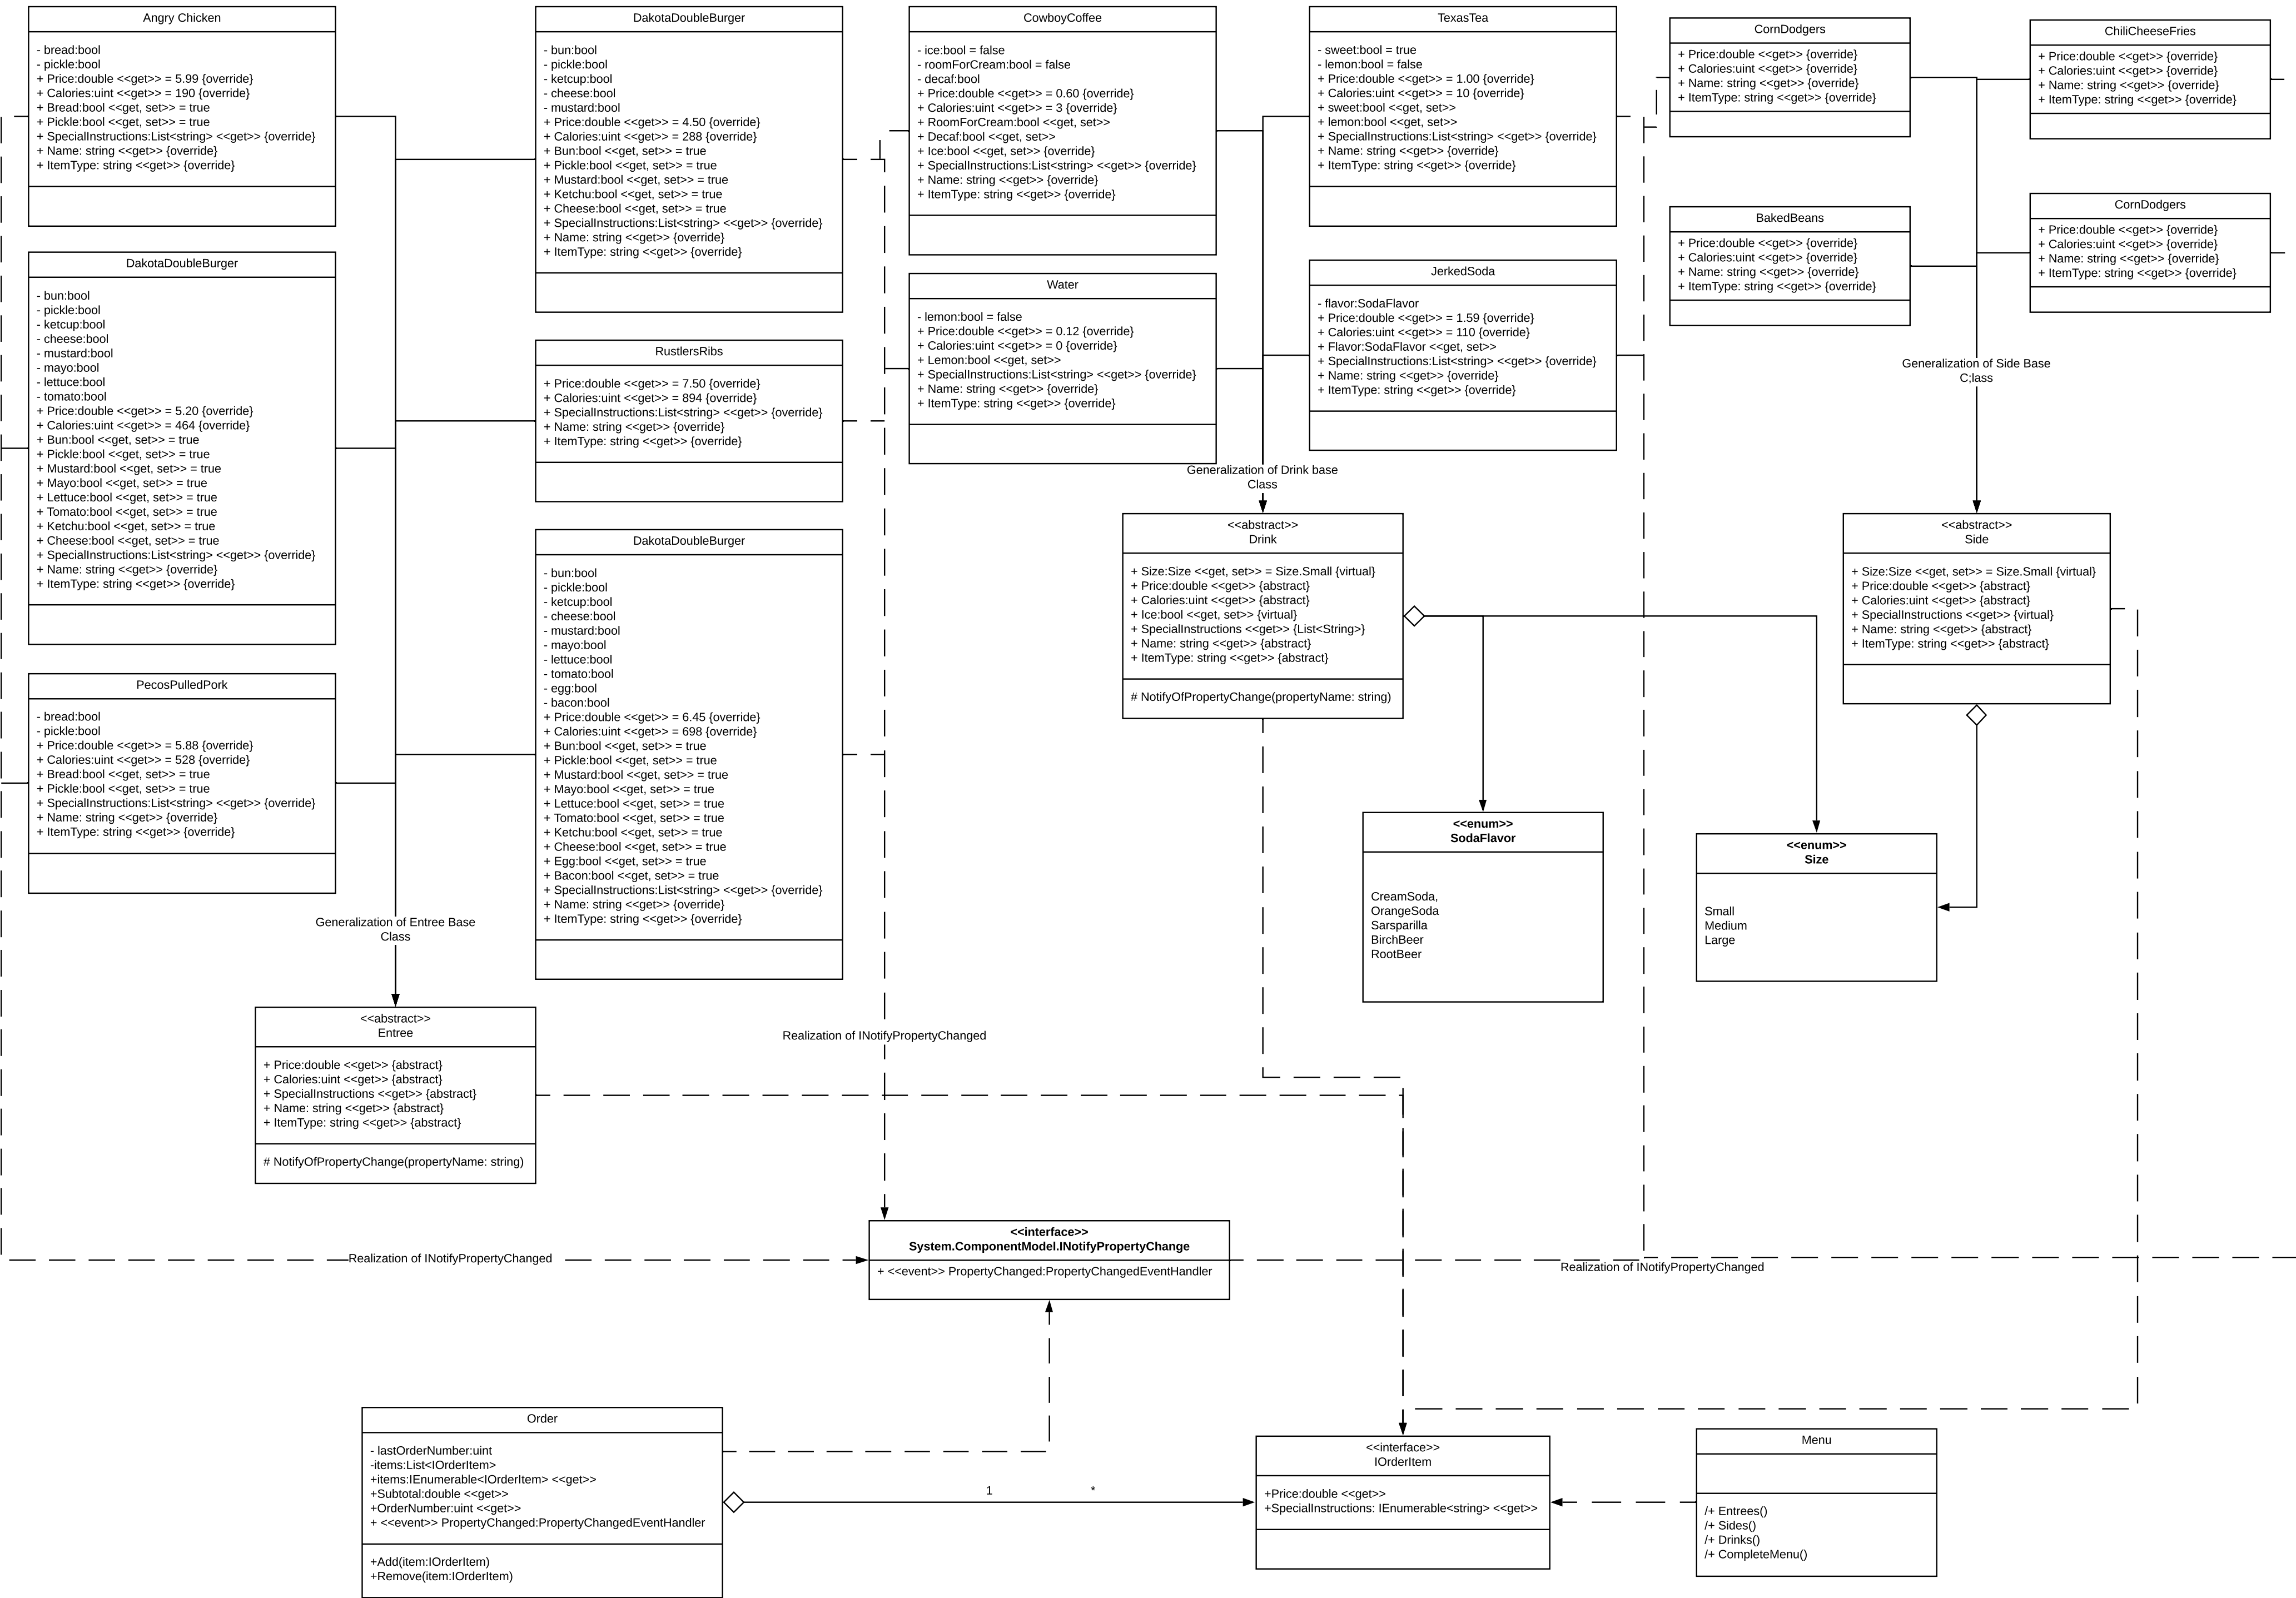 Angry Chicken
- bread:bool
- pickle:bool
+ Price:double <<get>> = 5.99 {override}
+ Calories:uint <<get>> = 190 {override}
+ Bread:bool <<get, set>> = true
+ Pickle:bool <<get, set>> = true
+ SpecialInstructions:List<string> <<get>> {override}
+ Name: string <<get>> {override}
+ ItemType: string <<get>> {override}
DakotaDoubleBurger
- bun:bool
- pickle:bool
- ketcup:bool
- cheese:bool
- mustard:bool
- mayo:bool
- lettuce:bool
- tomato:bool
+ Price:double <<get>> = 5.20 {override}
+ Calories:uint <<get>> = 464 {override}
+ Bun:bool <<get, set>> = true
+ Pickle:bool <<get, set>> = true
+ Mustard:bool <<get, set>> = true
+ Mayo:bool <<get, set>> = true
+ Lettuce:bool <<get, set>> = true
+ Tomato:bool <<get, set>> = true
+ Ketchu:bool <<get, set>> = true
+ Cheese:bool <<get, set>> = true
+ SpecialInstructions:List<string> <<get>> {override}
+ Name: string <<get>> {override}
+ ItemType: string <<get>> {override}
PecosPulledPork
- bread:bool
- pickle:bool
+ Price:double <<get>> = 5.88 {override}
+ Calories:uint <<get>> = 528 {override}
+ Bread:bool <<get, set>> = true
+ Pickle:bool <<get, set>> = true
+ SpecialInstructions:List<string> <<get>> {override}
+ Name: string <<get>> {override}
+ ItemType: string <<get>> {override}
DakotaDoubleBurger
- bun:bool
- pickle:bool
- ketcup:bool
- cheese:bool
- mustard:bool
+ Price:double <<get>> = 4.50 {override}
+ Calories:uint <<get>> = 288 {override}
+ Bun:bool <<get, set>> = true
+ Pickle:bool <<get, set>> = true
+ Mustard:bool <<get, set>> = true
+ Ketchu:bool <<get, set>> = true
+ Cheese:bool <<get, set>> = true
+ SpecialInstructions:List<string> <<get>> {override}
+ Name: string <<get>> {override}
+ ItemType: string <<get>> {override}
RustlersRibs
+ Price:double <<get>> = 7.50 {override}
+ Calories:uint <<get>> = 894 {override}
+ SpecialInstructions:List<string> <<get>> {override}
+ Name: string <<get>> {override}
+ ItemType: string <<get>> {override}
DakotaDoubleBurger
- bun:bool
- pickle:bool
- ketcup:bool
- cheese:bool
- mustard:bool
- mayo:bool
- lettuce:bool
- tomato:bool
- egg:bool
- bacon:bool
+ Price:double <<get>> = 6.45 {override}
+ Calories:uint <<get>> = 698 {override}
+ Bun:bool <<get, set>> = true
+ Pickle:bool <<get, set>> = true
+ Mustard:bool <<get, set>> = true
+ Mayo:bool <<get, set>> = true
+ Lettuce:bool <<get, set>> = true
+ Tomato:bool <<get, set>> = true
+ Ketchu:bool <<get, set>> = true
+ Cheese:bool <<get, set>> = true
+ Egg:bool <<get, set>> = true
+ Bacon:bool <<get, set>> = true
+ SpecialInstructions:List<string> <<get>> {override}
+ Name: string <<get>> {override}
+ ItemType: string <<get>> {override}
CowboyCoffee
- ice:bool = false
- roomForCream:bool = false
- decaf:bool
+ Price:double <<get>> = 0.60 {override}
+ Calories:uint <<get>> = 3 {override}
+ RoomForCream:bool <<get, set>>
+ Decaf:bool <<get, set>>
+ Ice:bool <<get, set>> {override}
+ SpecialInstructions:List<string> <<get>> {override}
+ Name: string <<get>> {override}
+ ItemType: string <<get>> {override}
Water
- lemon:bool = false
+ Price:double <<get>> = 0.12 {override}
+ Calories:uint <<get>> = 0 {override}
+ Lemon:bool <<get, set>>
+ SpecialInstructions:List<string> <<get>> {override}
+ Name: string <<get>> {override}
+ ItemType: string <<get>> {override}
TexasTea
- sweet:bool = true
- lemon:bool = false
+ Price:double <<get>> = 1.00 {override}
+ Calories:uint <<get>> = 10 {override}
+ sweet:bool <<get, set>>
+ lemon:bool <<get, set>>
+ SpecialInstructions:List<string> <<get>> {override}
+ Name: string <<get>> {override}
+ ItemType: string <<get>> {override}
JerkedSoda
- flavor:SodaFlavor
+ Price:double <<get>> = 1.59 {override}
+ Calories:uint <<get>> = 110 {override}
+ Flavor:SodaFlavor <<get, set>>
+ SpecialInstructions:List<string> <<get>> {override}
+ Name: string <<get>> {override}
+ ItemType: string <<get>> {override}
CornDodgers
+ Price:double <<get>> {override}
+ Calories:uint <<get>> {override}
+ Name: string <<get>> {override}
+ ItemType: string <<get>> {override}
BakedBeans
+ Price:double <<get>> {override}
+ Calories:uint <<get>> {override}
+ Name: string <<get>> {override}
+ ItemType: string <<get>> {override}
ChiliCheeseFries
+ Price:double <<get>> {override}
+ Calories:uint <<get>> {override}
+ Name: string <<get>> {override}
+ ItemType: string <<get>> {override}
CornDodgers
+ Price:double <<get>> {override}
+ Calories:uint <<get>> {override}
+ Name: string <<get>> {override}
+ ItemType: string <<get>> {override}
Generalization of Side Base
C;lass
Generalization of Drink base
Class
<<abstract>>
Drink
+ Size:Size <<get, set>> = Size.Small {virtual}
+ Price:double <<get>> {abstract}
+ Calories:uint <<get>> {abstract}
+ Ice:bool <<get, set>> {virtual}
+ SpecialInstructions <<get>> {List<String>}
+ Name: string <<get>> {abstract}
+ ItemType: string <<get>> {abstract}
# NotifyOfPropertyChange(propertyName: string)
<<abstract>>
Side
+ Size:Size <<get, set>> = Size.Small {virtual}
+ Price:double <<get>> {abstract}
+ Calories:uint <<get>> {abstract}
+ SpecialInstructions <<get>> {virtual}
+ Name: string <<get>> {abstract}
+ ItemType: string <<get>> {abstract}
<<enum>>
SodaFlavor
CreamSoda,
OrangeSoda
Sarsparilla
BirchBeer
RootBeer
<<enum>>
Size
Small
Medium
Large
Generalization of Entree Base
Class
<<abstract>>
Entree
+ Price:double <<get>> {abstract}
+ Calories:uint <<get>> {abstract}
+ SpecialInstructions <<get>> {abstract}
+ Name: string <<get>> {abstract}
+ ItemType: string <<get>> {abstract}
# NotifyOfPropertyChange(propertyName: string)
Realization of INotifyPropertyChanged
Realization of INotifyPropertyChanged
<<interface>>
System.ComponentModel.INotifyPropertyChange
+ <<event>> PropertyChanged:PropertyChangedEventHandler
Realization of INotifyPropertyChanged
Order
- lastOrderNumber:uint
-items:List<IOrderItem>
+items:IEnumerable<IOrderItem> <<get>>
+Subtotal:double <<get>>
+OrderNumber:uint <<get>>
+ <<event>> PropertyChanged:PropertyChangedEventHandler
+Add(item:IOrderItem)
+Remove(item:IOrderItem)
1 *
<<interface>>
IOrderItem
+Price:double <<get>>
+SpecialInstructions: IEnumerable<string> <<get>>
Menu
/+ Entrees()
/+ Sides()
/+ Drinks()
/+ CompleteMenu()